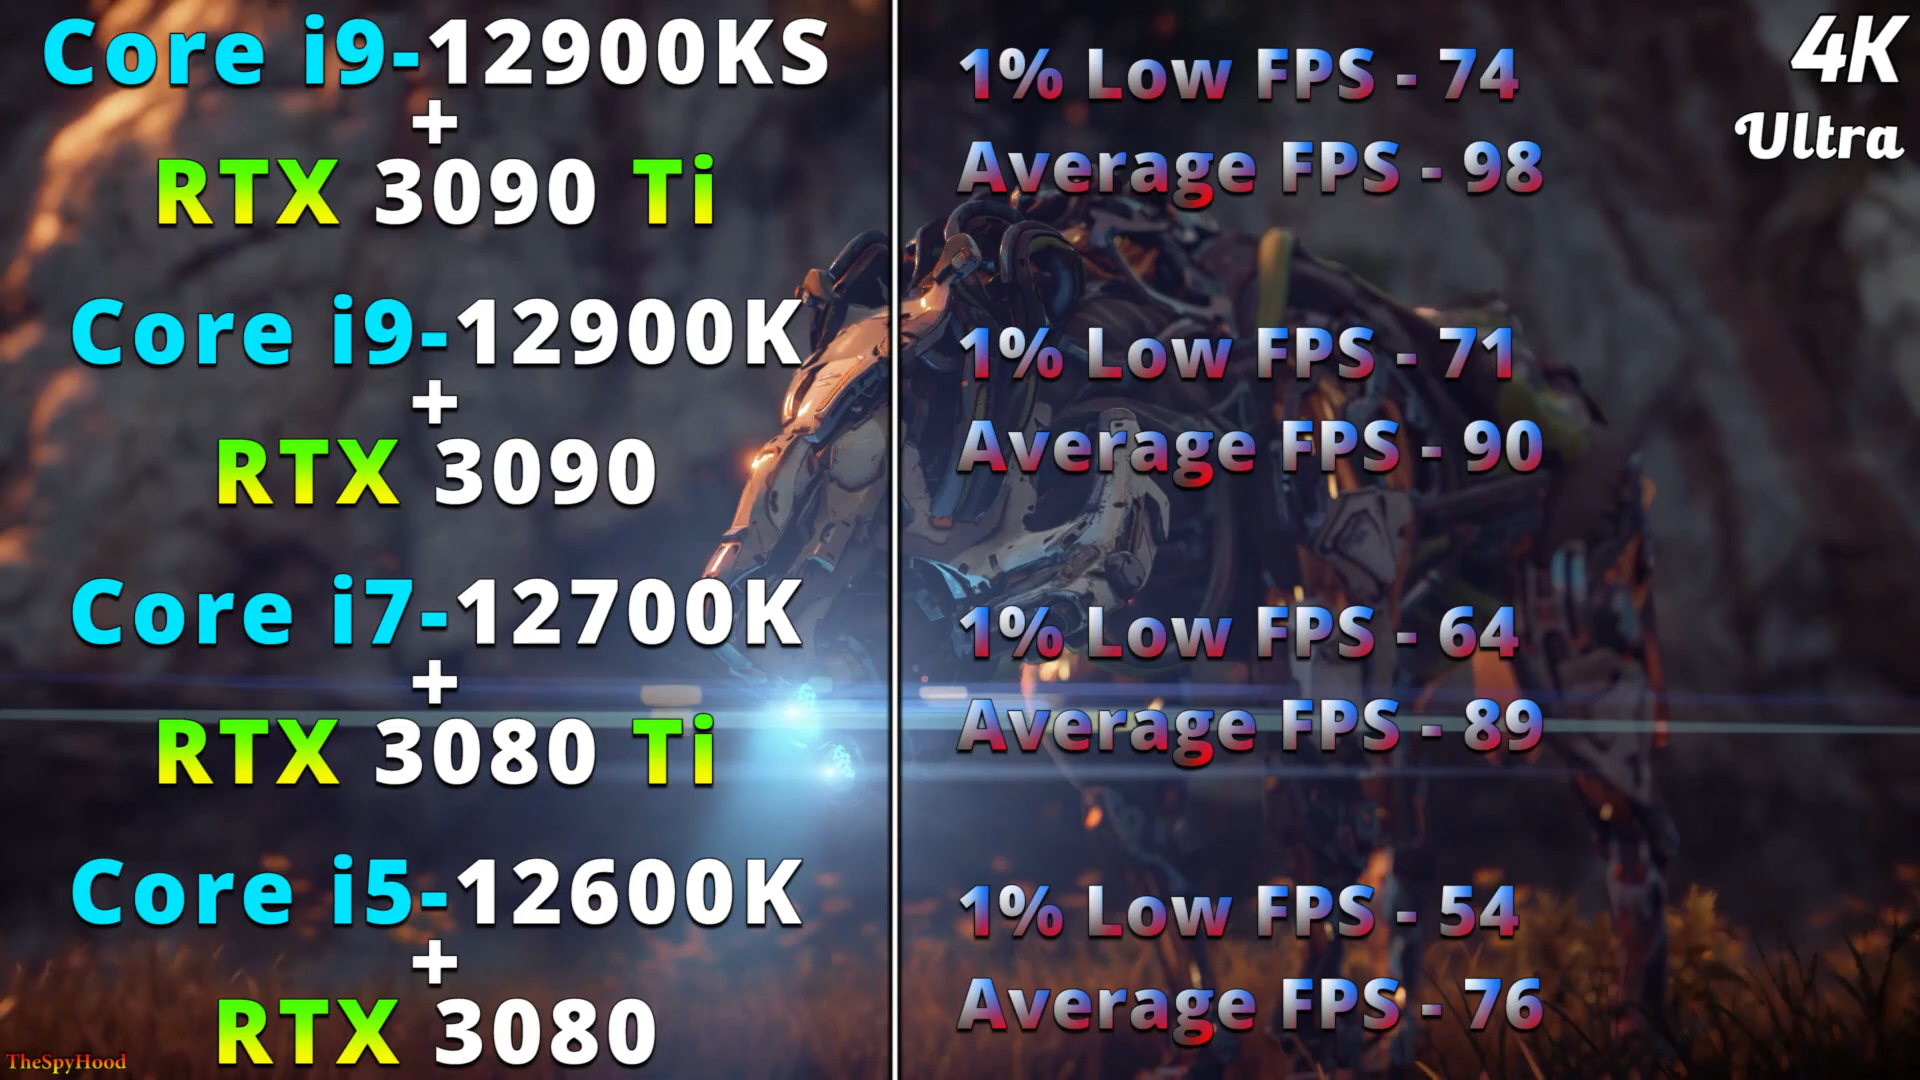 Core i9-12900KS
+
RTX 3090 Ti
1% Low FPS - 74
Average FPS - 98
4K
Ultra
Core i9-12900K
+
RTX 3090
1% Low FPS - 71
Average FPS - 90
Core i7-12700K
+
RTX 3080 Ti
1% Low FPS - 64
Average FPS - 89
Core i5-12600K
+
RTX 3080
1% Low FPS - 54
Average FPS - 76
TheSpyHood